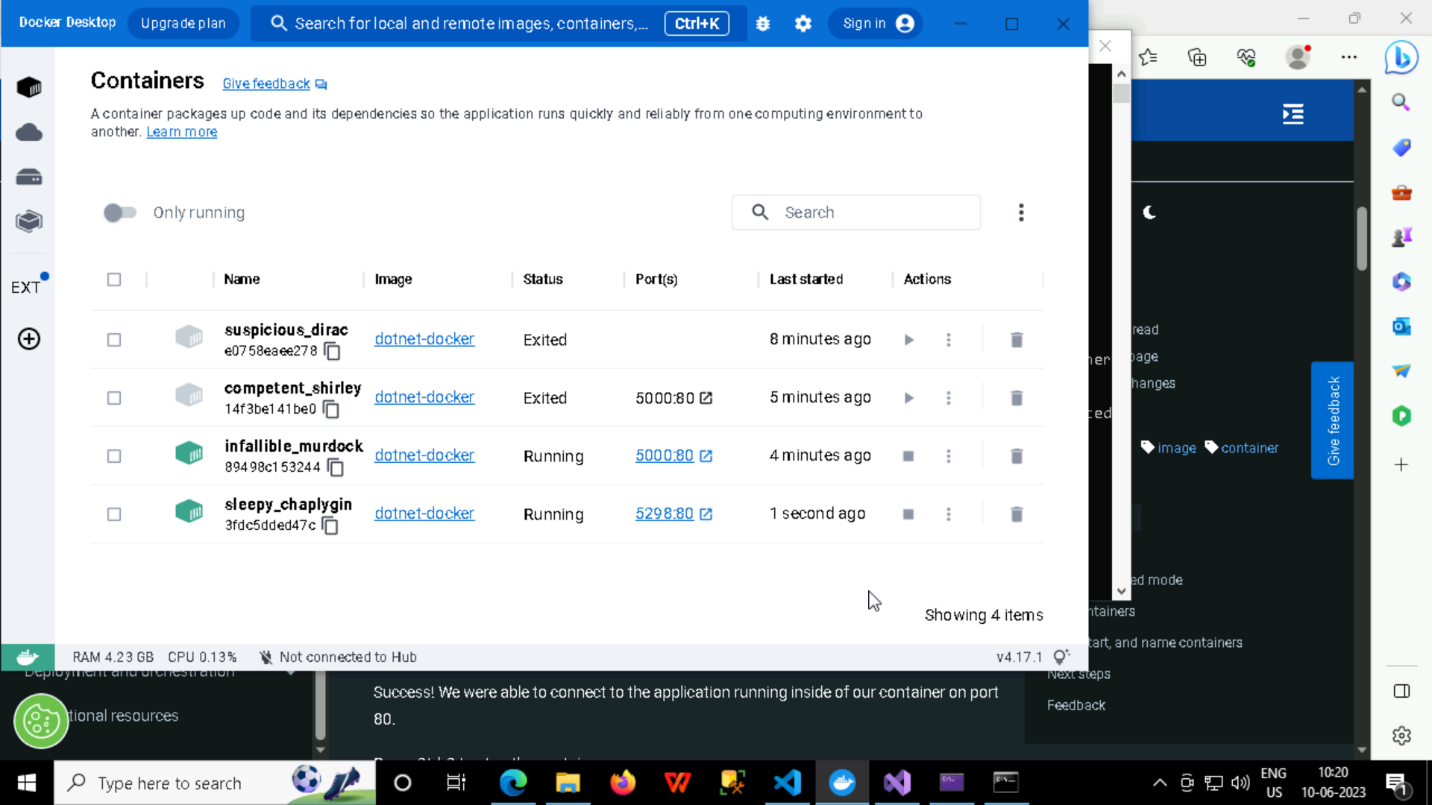 Docker Desktop Upgrade plan Search for local and remote images, containers,... Ctrl+K Sign in
Containers Give feedback
A container packages up code and its dependencies so the application runs quickly and reliably from one computing environment to
another. Learn more
Only running Search
EXT
Name Image Status Port(s) Last started Actions
suspicious_dirac
e0758eaee278
dotnet-docker Exited 8 minutes ago
competent_shirley
14f3be141be0
dotnet-docker Exited 5000:80 5 minutes ago
infallible_murdock
89498c153244
dotnet-docker Running 5000:80 4 minutes ago
sleepy_chaplygin
3fdc5dded47c
dotnet-docker Running 5298:80 1 second ago
Showing 4 items
RAM 4.23 GB CPU 0.13% Not connected to Hub v4.17.1
read
page
hanges
image container
Give feedback
ed mode
ntainers
tart, and name containers
Next steps
Feedback
Deployment and orchestration
tional resources
Success! We were able to connect to the application running inside of our container on port
80.
Type here to search
ENG
US
10:20
10-06-2023
1